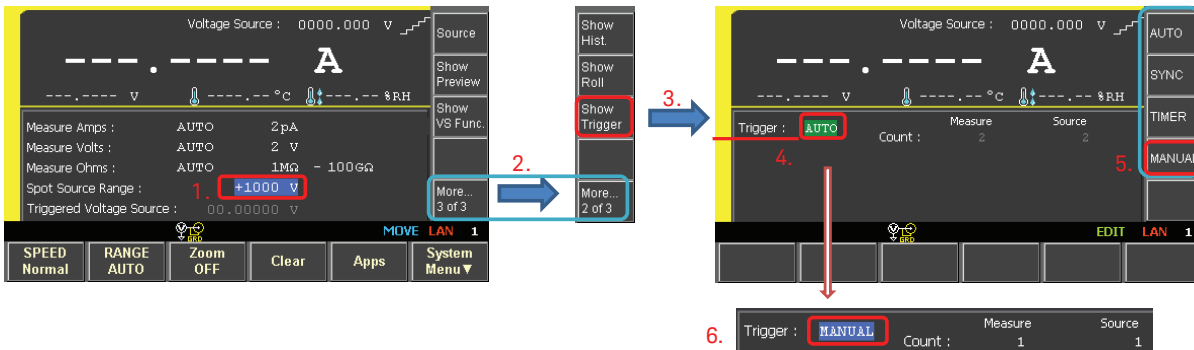 Voltage Source : 0000.000 V
---.---- A
---.---- V ----.--°C ---.--%RH
Measure Amps : AUTO 2pA
Measure Volts : AUTO 2 V
Measure Ohms : AUTO 1MΩ - 100GΩ
Spot Source Range : 1. +1000 V
Triggered Voltage Source : 00.00000 V
GRD
MOVE LAN 1
SPEED Normal
RANGE AUTO
Zoom OFF
Clear
Apps
System Menu▼
Source
Show Preview
Show VS Func.
More... 3 of 3
2.
Show Hist.
Show Roll
Show Trigger
More... 2 of 3
3.
Voltage Source : 0000.000 V
---.---- A
---.---- V ----.--°C ---.--%RH
Trigger : AUTO
Measure Source
Count : 2 2
4.
GRD
EDIT LAN 1
AUTO
SYNC
TIMER
5. MANUAL
6. Trigger : MANUAL
Measure Source
Count : 1 1